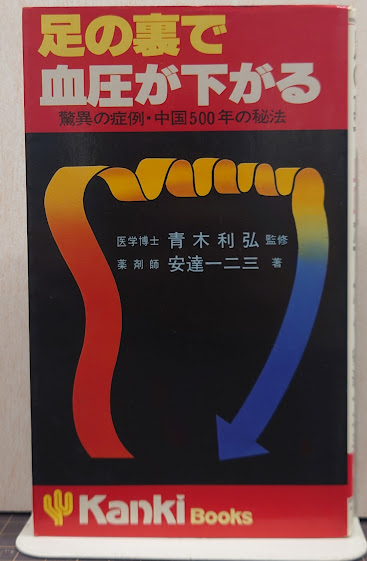 足の裏で
血圧が下がる
驚異の症例・中国500年の秘法
医学博士 青木利弘 監修
薬剤師 安達一二三 著
Kanki Books